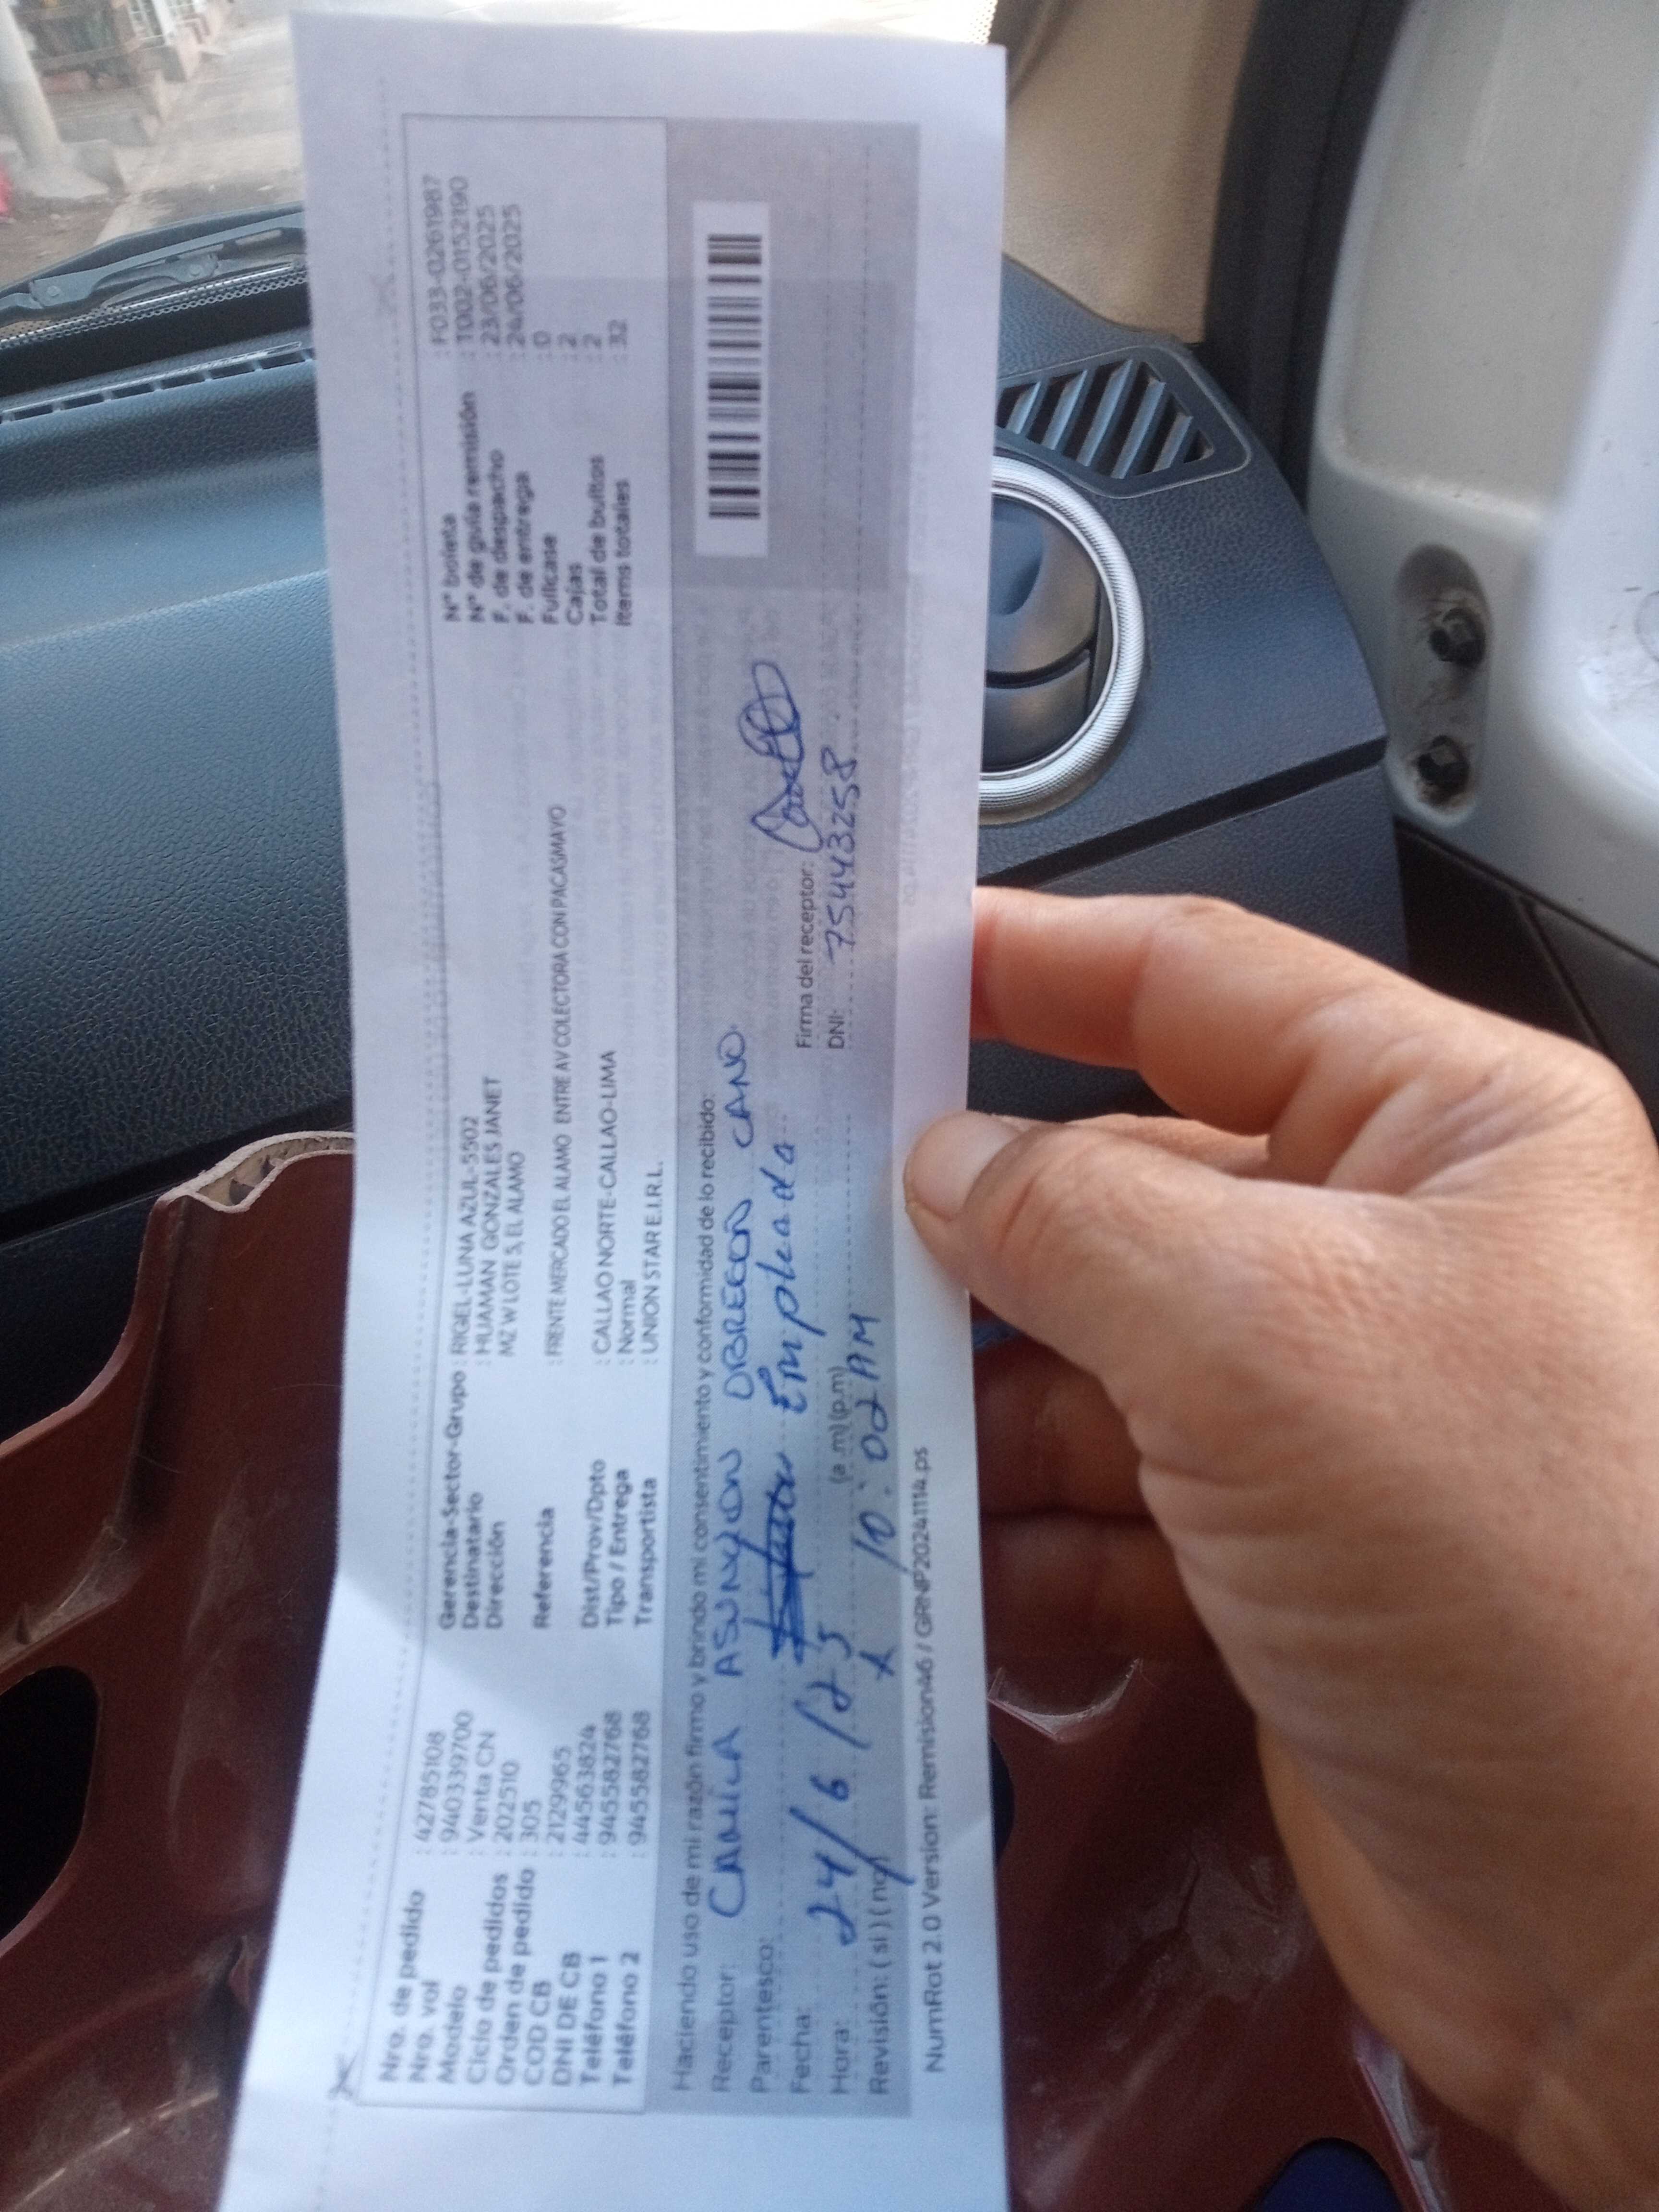 Nro. de pedido : 42785108
Nro. vol : 940339700
Modelo : Venta CN
Ciclo de pedidos : 202510
Orden de pedido : 305
COD CB : 2129965
DNI DE CB : 44563824
Teléfono 1 : 945582768
Teléfono 2 : 945582768
Gerencia-Sector-Grupo : RIGEL-LUNA AZUL-5502
Destinatario : HUAMAN GONZALES JANET
Dirección MZ W LOTE 5, EL ALAMO
Referencia : FRENTE MERCADO EL ALAMO ENTRE AV COLECTORA CON PACASMAYO
Dist/Prov/Dpto : CALLAO NORTE-CALLAO-LIMA
Tipo / Entrega : Normal
Transportista : UNION STAR E.I.R.L.
N° boleta : F033-0261987
N° de guía remisión : T002-01522190
F. de despacho : 23/06/2025
F. de entrega : 24/06/2025
Fullcase : 0
Cajas : 2
Total de bultos : 2
Items totales : 32
Haciendo uso de mi razón firmo y brindo mi consentimiento y conformidad de lo recibido:
Receptor: CAMILA ASUNCION OBREGON CANO
Parentesco: Empleada
Firma del receptor:
Fecha: 24/6/25
DNI: 75443258
Hora: (a.m) (p.m)
10:02 AM
Revisión: (si) (no)
NumRot 2.0 Version: Remision46 / GRNP20241114.ps